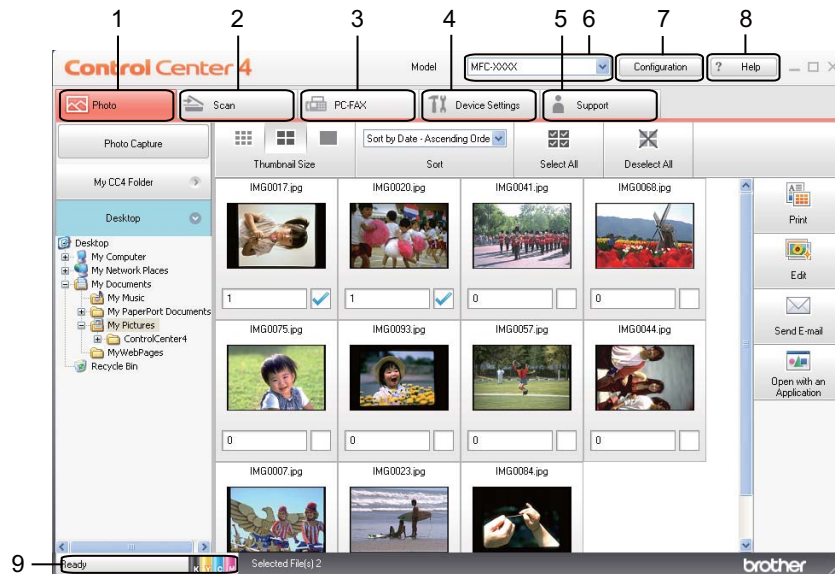 1 2 3 4 5 6 7 8
Control Center 4
Model
MFC-XXXX
Configuration
? Help
Photo
Scan
PC-FAX
Device Settings
Support
Photo Capture
My CC4 Folder
Desktop
Desktop
My Computer
My Network Places
My Documents
My Music
My PaperPort Documents
My Pictures
ControlCenter4
MyWebPages
Recycle Bin
Thumbnail Size
Sort by Date - Ascending Orde
Sort
Select All
Deselect All
IMG0017.jpg IMG0020.jpg IMG0041.jpg IMG0068.jpg
1 1 0 0
IMG0075.jpg IMG0093.jpg IMG0057.jpg IMG0044.jpg
0 0 0 0
IMG0007.jpg IMG0023.jpg IMG0084.jpg
Print
Edit
Send E-mail
Open with an
Application
9
Ready
K Y C M
Selected File(s) 2
brother